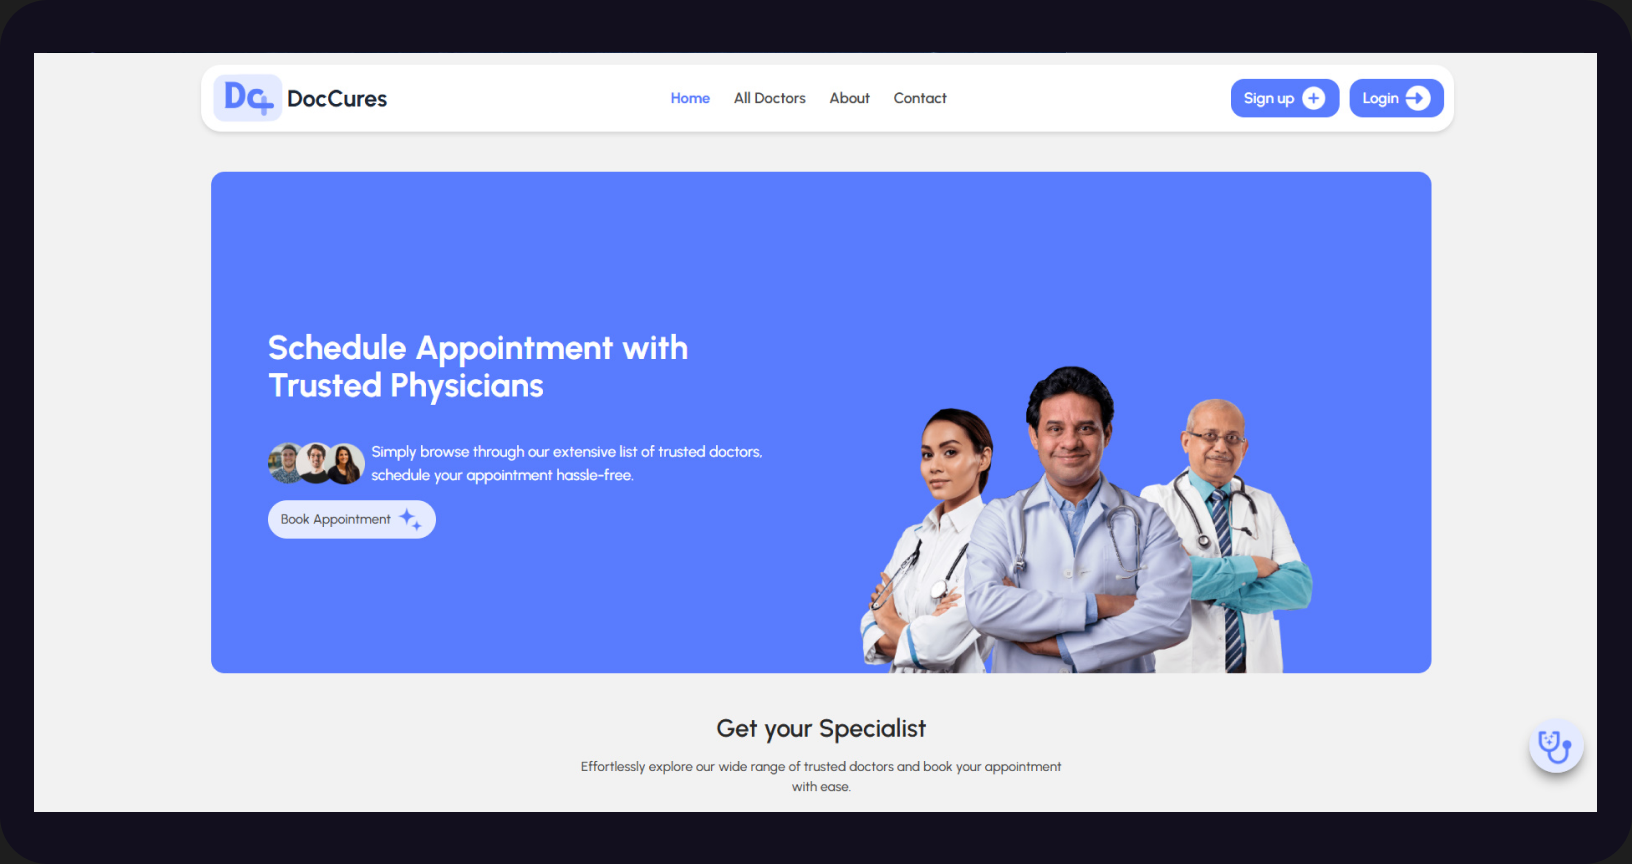 Dc DocCures
Home All Doctors About Contact
Sign up Login
Schedule Appointment with
Trusted Physicians
Simply browse through our extensive list of trusted doctors,
schedule your appointment hassle-free.
Book Appointment
Get your Specialist
Effortlessly explore our wide range of trusted doctors and book your appointment
with ease.